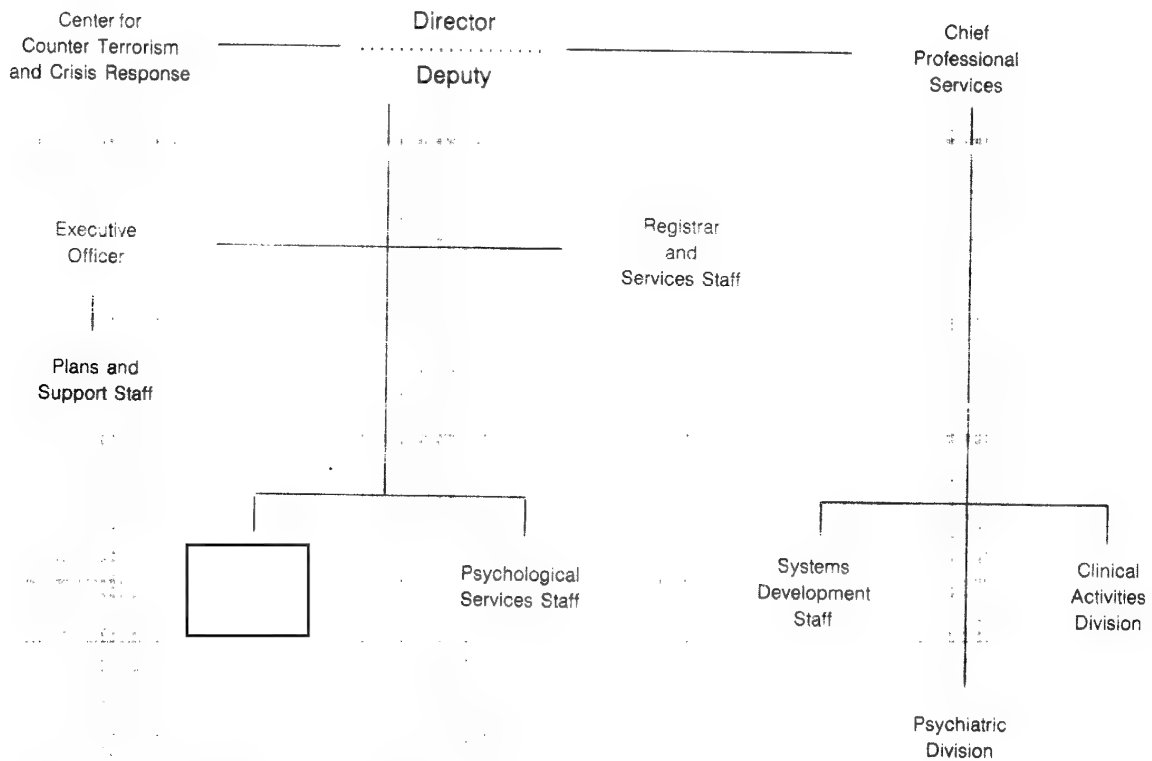 Center for
Counter Terrorism
and Crisis Response
Director
Deputy
Chief
Professional
Services
Executive
Officer
Registrar
and
Services Staff
Plans and
Support Staff
Psychological
Services Staff
Systems
Development
Staff
Clinical
Activities
Division
Psychiatric
Division